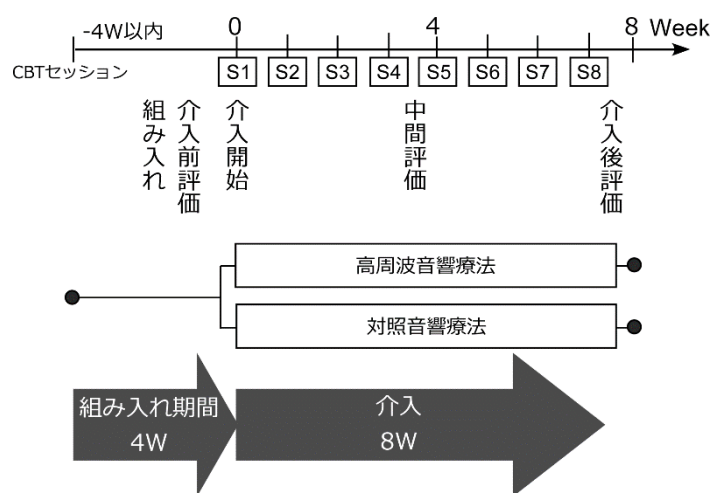 -4W以内 0 4 8 Week
CBTセッション S1 S2 S3 S4 S5 S6 S7 S8
組み入れ
介入前評価
介入開始
中間評価
介入後評価
高周波音響療法
対照音響療法
組み入れ期間
4W
介入
8W